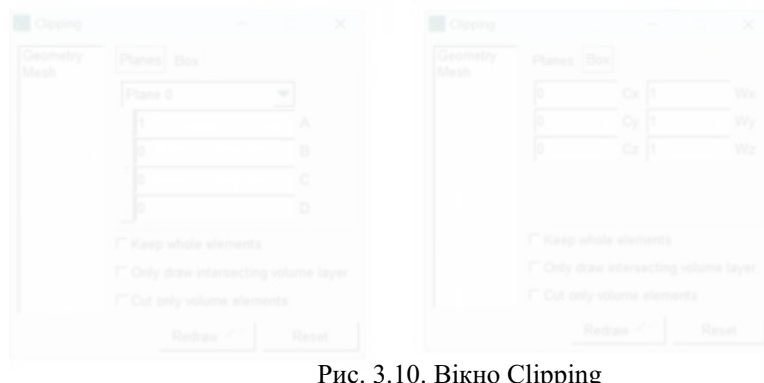 Clipping
Geometry
Mesh
Planes Box
Plane 0
1 A
0 B
0 C
0 D
Keep whole elements
Only draw intersecting volume layer
Cut only volume elements
Redraw Reset
Clipping
Geometry
Mesh
Planes Box
0 Cx 1 Wx
0 Cy 1 Wy
0 Cz 1 Wz
Keep whole elements
Only draw intersecting volume layer
Cut only volume elements
Redraw Reset
Рис. 3.10. Вікно Clipping